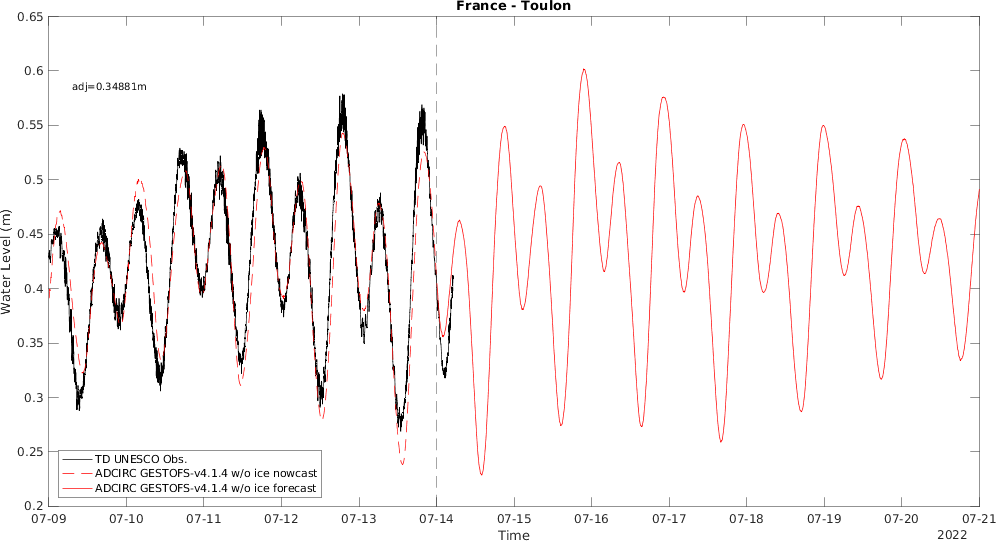 France - Toulon
0.65
0.6
0.55
0.5
0.45
0.4
0.35
0.3
0.25
0.2
Water Level (m)
adj=0.34881m
TD UNESCO Obs.
ADCIRC GESTOFS-v4.1.4 w/o ice nowcast
ADCIRC GESTOFS-v4.1.4 w/o ice forecast
07-09 07-10 07-11 07-12 07-13 07-14 07-15 07-16 07-17 07-18 07-19 07-20 07-21
Time
2022